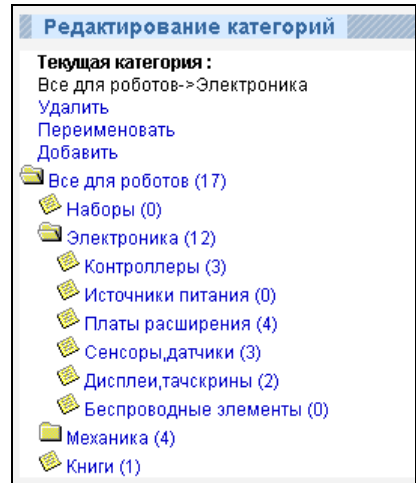 Редактирование категорий
Текущая категория :
Все для роботов->Электроника
Удалить
Переименовать
Добавить
Все для роботов (17)
Наборы (0)
Электроника (12)
Контроллеры (3)
Источники питания (0)
Платы расширения (4)
Сенсоры,датчики (3)
Дисплеи,тачскрины (2)
Беспроводные элементы (0)
Механика (4)
Книги (1)